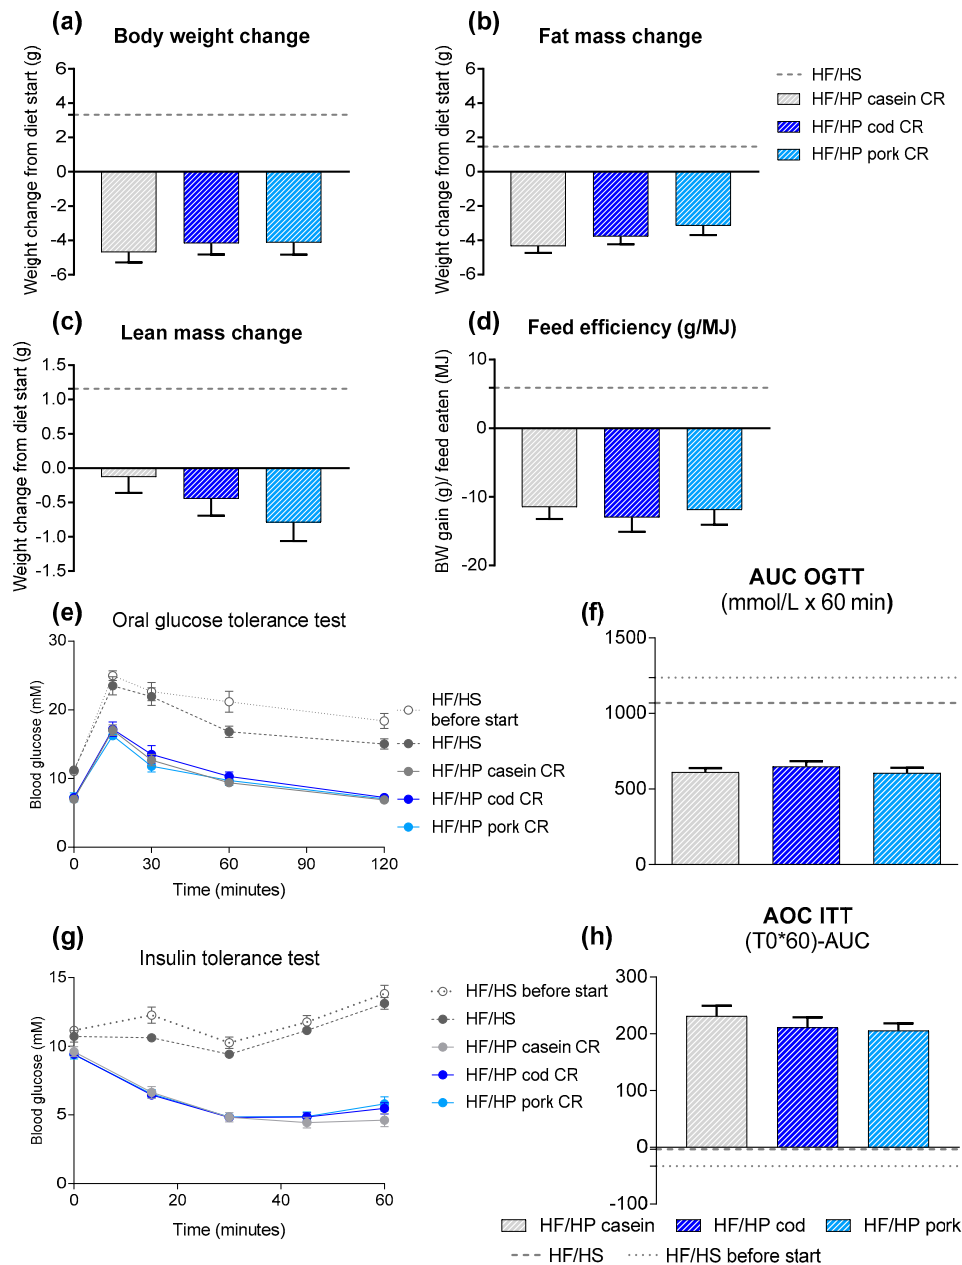 (a)
Body weight change
Weight change from diet start (g)
6
4
2
0
-2
-4
-6
(b)
Fat mass change
Weight change from diet start (g)
6
4
2
0
-2
-4
-6
HF/HS
HF/HP casein CR
HF/HP cod CR
HF/HP pork CR
(c)
Lean mass change
Weight change from diet start (g)
1.5
1.0
0.5
0.0
-0.5
-1.0
-1.5
(d)
Feed efficiency (g/MJ)
BW gain (g)/ feed eaten (MJ)
10
0
-10
-20
(e)
Oral glucose tolerance test
Blood glucose (mM)
30
20
10
0
0
30
60
90
120
Time (minutes)
HF/HS
before start
HF/HS
HF/HP casein CR
HF/HP cod CR
HF/HP pork CR
(f)
AUC OGTT
(mmol/L x 60 min)
1500
1000
500
0
(g)
Insulin tolerance test
Blood glucose (mM)
15
10
5
0
0
20
40
60
Time (minutes)
HF/HS before start
HF/HS
HF/HP casein CR
HF/HP cod CR
HF/HP pork CR
(h)
AOC ITT
(T0*60)-AUC
300
200
100
0
-100
HF/HP casein
HF/HP cod
HF/HP pork
HF/HS
HF/HS before start